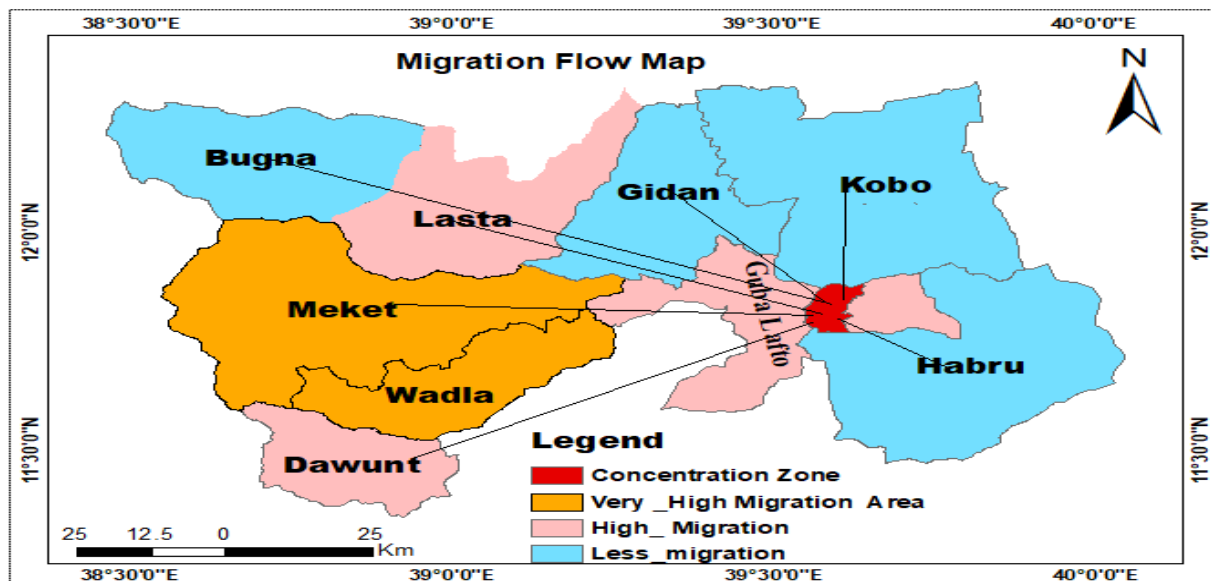 38°30'0"E 39°0'0"E 39°30'0"E 40°0'0"E
Migration Flow Map
N
Bugna
Gidan
Kobo
Lasta
12°0'0"N
12°0'0"N
Guba Lafto
Meket
Habru
Wadla
11°30'0"N
11°30'0"N
Dawunt
Legend
Concentration Zone
Very _High Migration Area
High_ Migration
Less_migration
25 12.5 0 25
Km
38°30'0"E 39°0'0"E 39°30'0"E 40°0'0"E